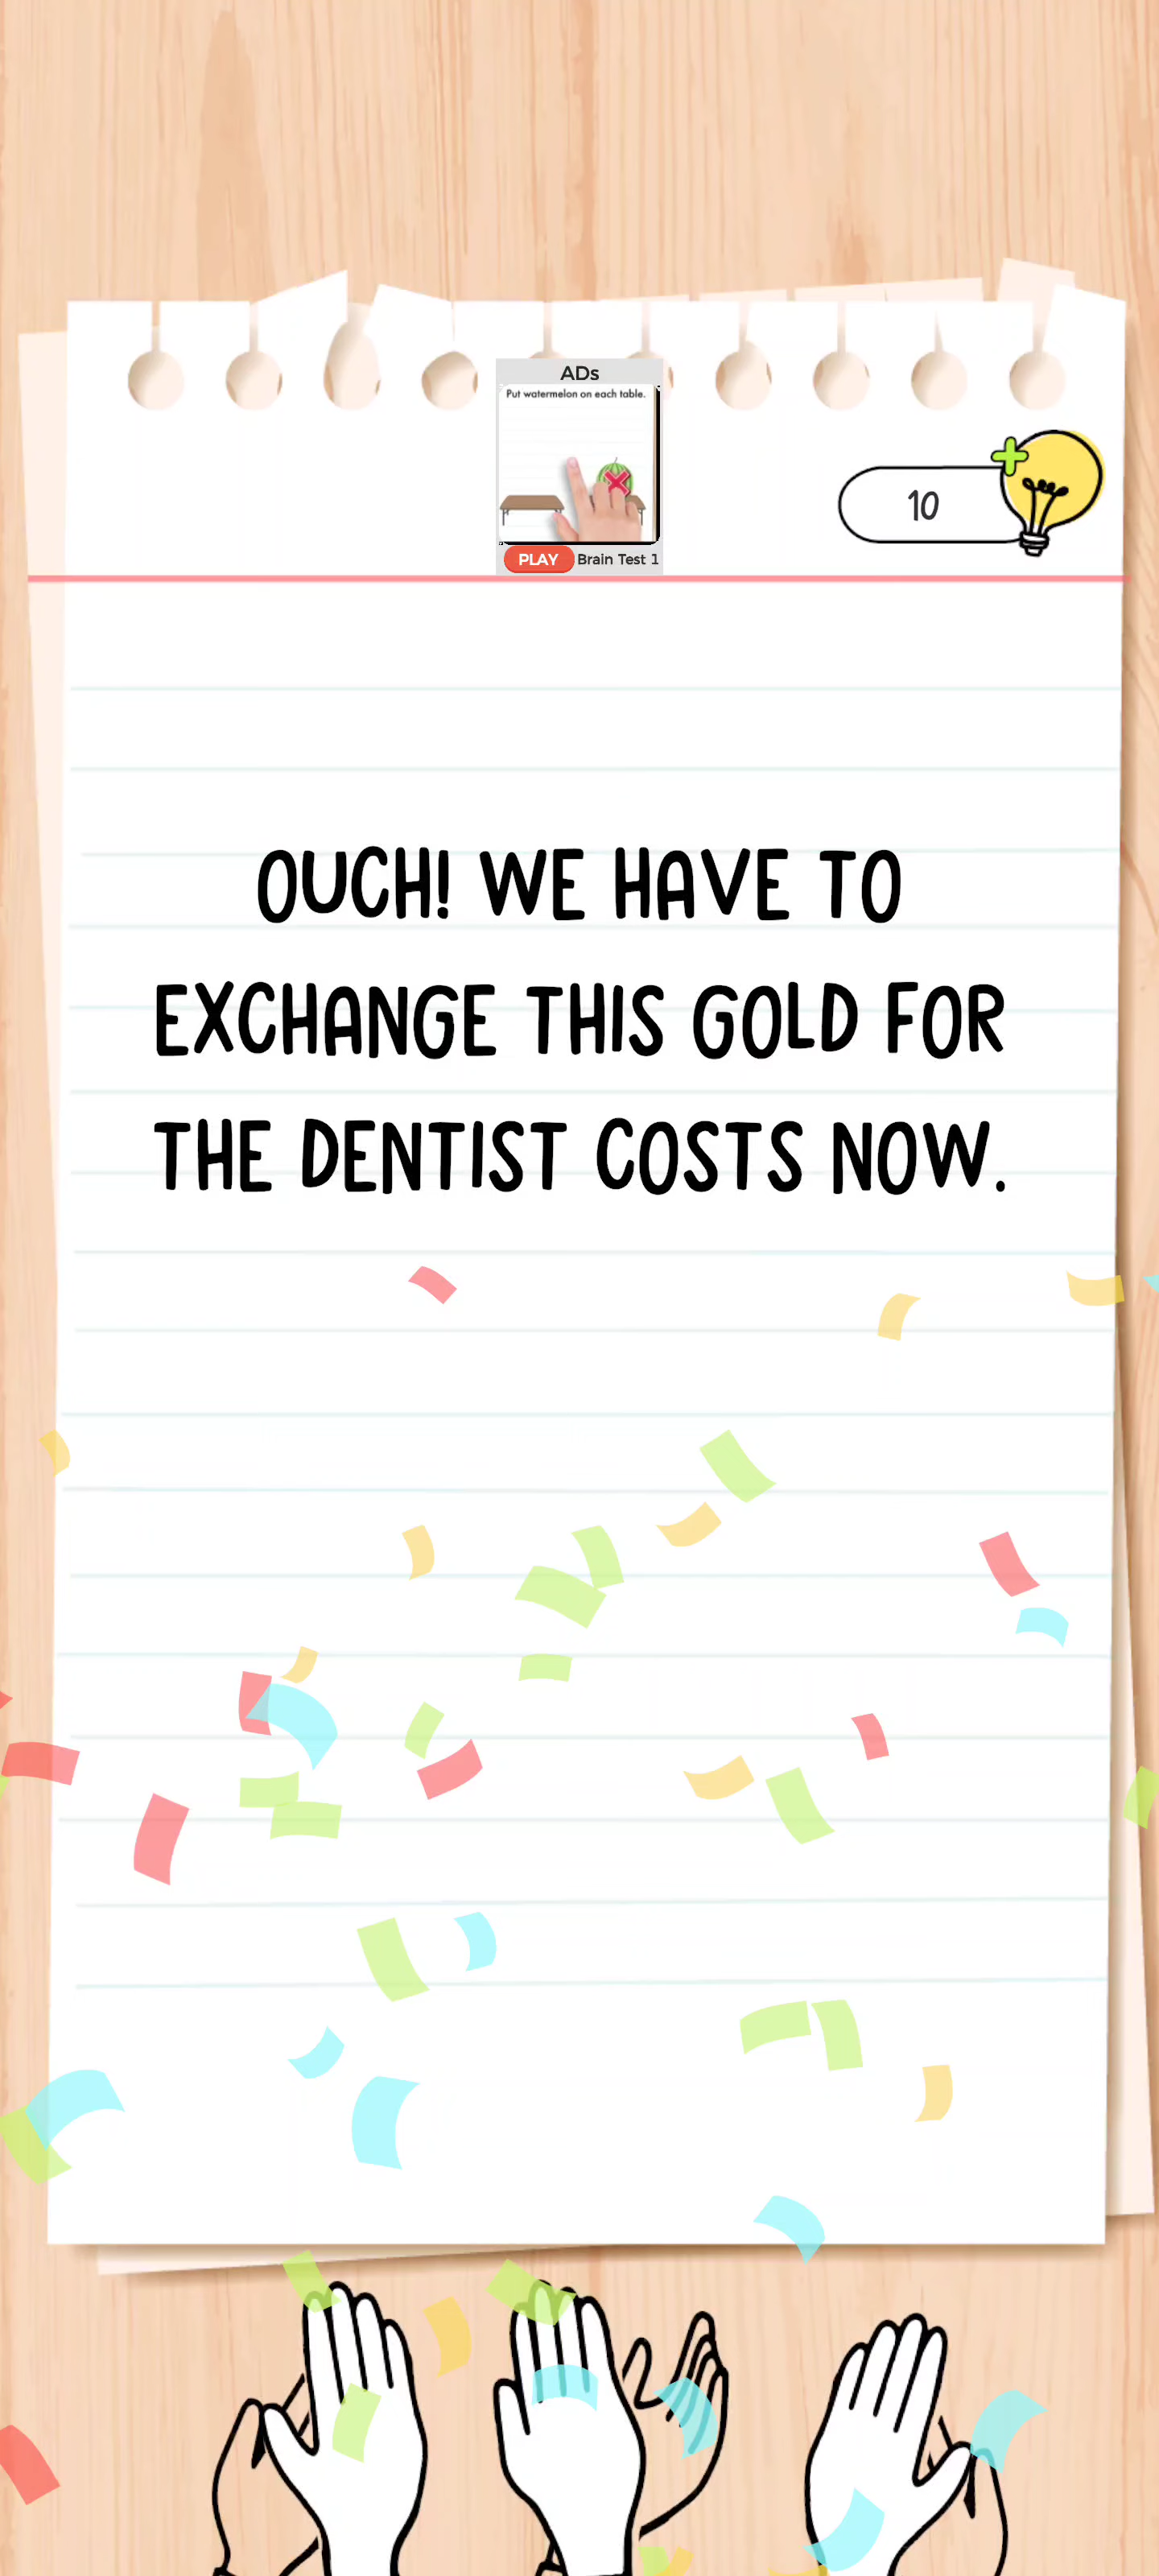 ADs
Put watermelon on each table.
PLAY Brain Test 1
10
OUCH! WE HAVE TO
EXCHANGE THIS GOLD FOR
THE DENTIST COSTS NOW.